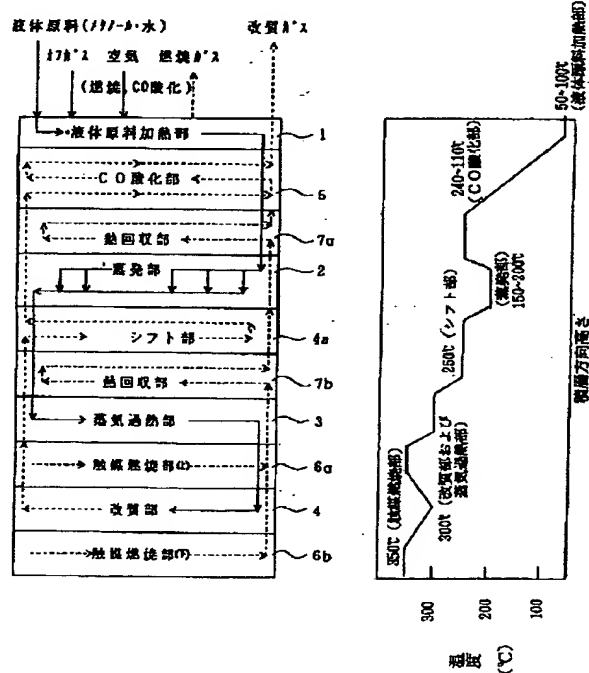 液体原料(メタノール・水)
改質ガス
オフガス 空気 燃焼ガス
(燃焼,CO酸化)
液体原料加熱部
1
CO酸化部
5
熱回収部
7a
蒸発部
2
シフト部
4a
熱回収部
7b
蒸気過熱部
3
触媒燃焼部(上)
6a
改質部
4
触媒燃焼部(下)
6b
50~100℃
(液体原料加熱部)
240~110℃
(CO酸化部)
(蒸発部)
150~200℃
250℃ (シフト部)
300℃ (改質部および
蒸気過熱部)
350℃ (触媒燃焼部)
積層方向高さ
300
200
100
温度
(℃)